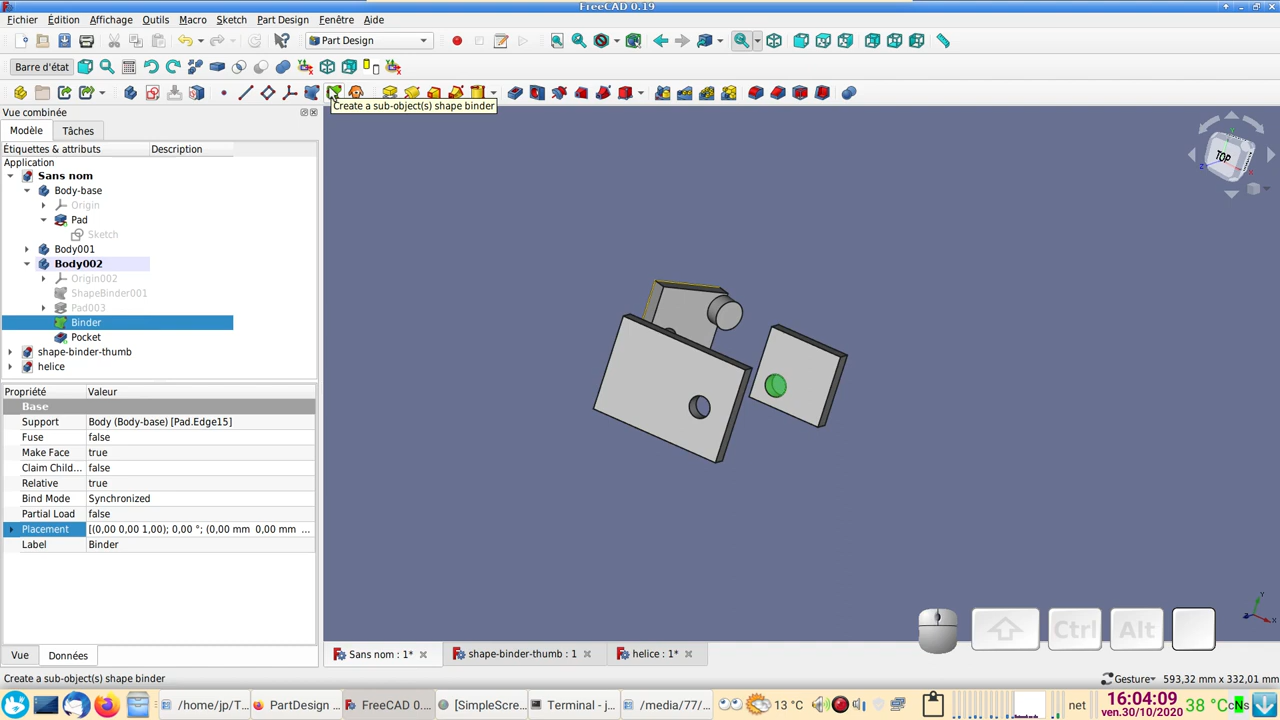 FreeCAD 0.19
Fichier Édition Affichage Outils Macro Sketch Part Design Fenêtre Aide
Part Design
Barre d'état
Create a sub-object(s) shape binder
Vue combinée
Modèle Tâches
Étiquettes & attributs Description
Application
Sans nom
Body-base
Origin
Pad
Sketch
Body001
Body002
Origin002
ShapeBinder001
Pad003
Binder
Pocket
shape-binder-thumb
helice
TOP
Propriété Valeur
Base
Support Body (Body-base) [Pad.Edge15]
Fuse false
Make Face true
Claim Child... false
Relative true
Bind Mode Synchronized
Partial Load false
Placement [(0,00 0,00 1,00); 0,00 °; (0,00 mm 0,00 mm ...
Label Binder
Ctrl Alt
Vue Données
Sans nom : 1* shape-binder-thumb : 1 helice : 1*
Create a sub-object(s) shape binder
Gesture 593,32 mm x 332,01 mm
/home/jp/T... PartDesign ... FreeCAD 0.... [SimpleScre... Terminal - j... /media/77/... 13 °C net 16:04:09 ven.30/10/2020 38 °C